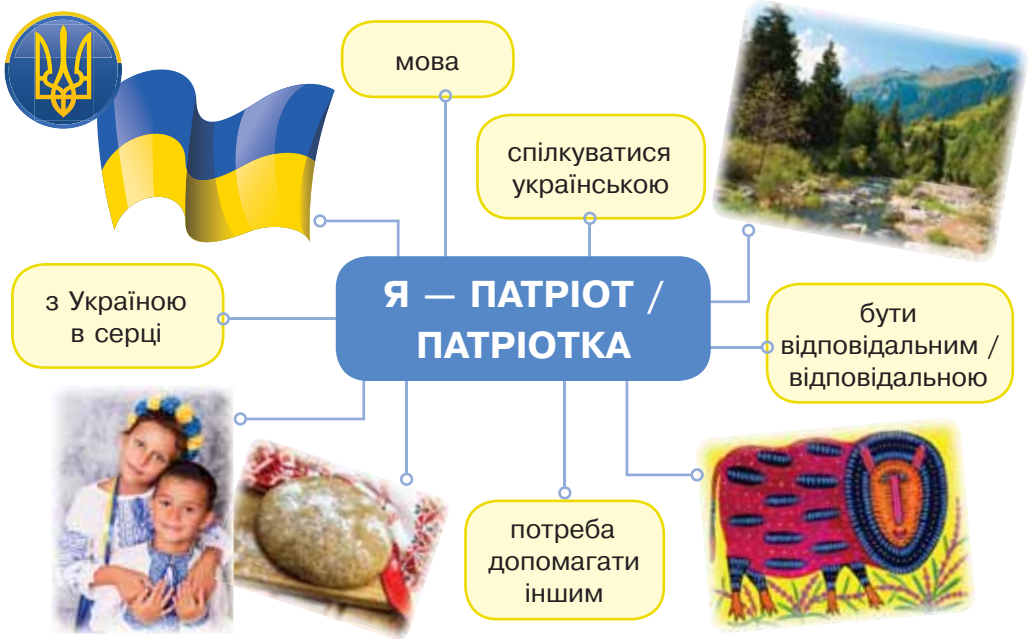 мова
спілкуватися
українською
Я — ПАТРІОТ /
ПАТРІОТКА
з Україною
в серці
бути
відповідальним /
відповідальною
потреба
допомагати
іншим